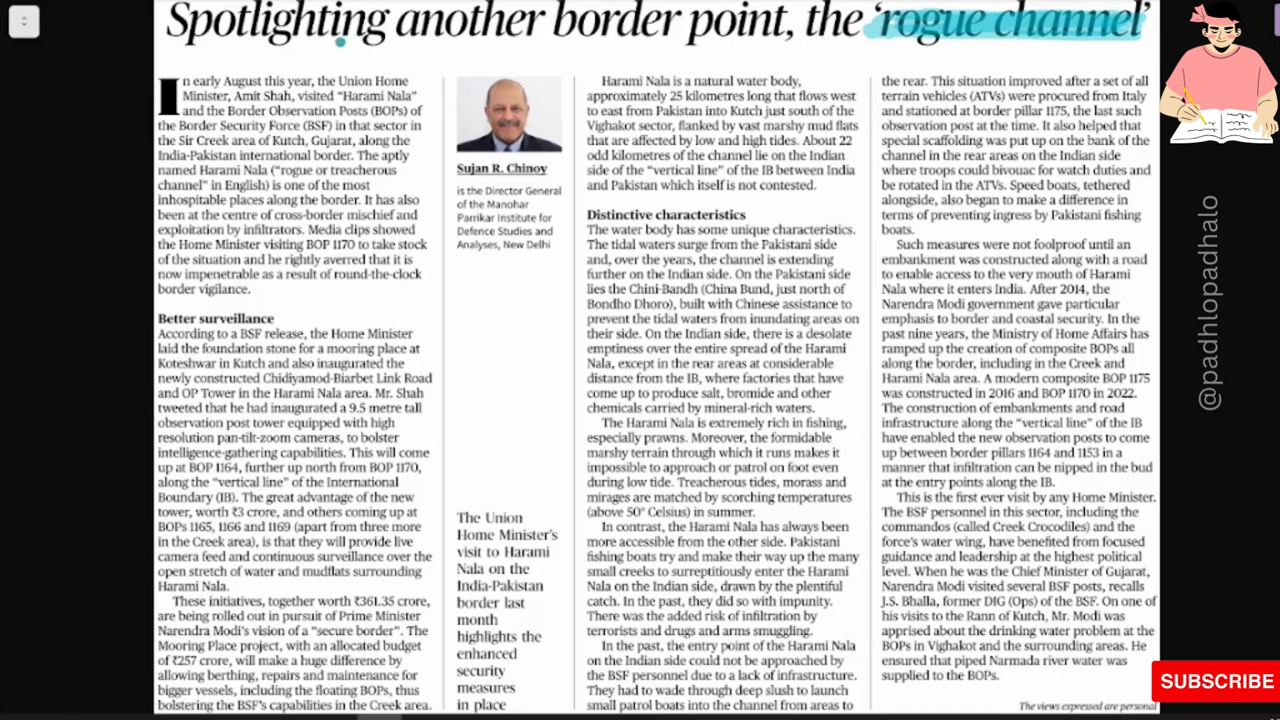 Spotlighting another border point, the ‘rogue channel’
In early August this year, the Union Home
Minister, Amit Shah, visited “Harami Nala”
and the Border Observation Posts (BOPs) of
the Border Security Force (BSF) in that sector in
the Sir Creek area of Kutch, Gujarat, along the
India-Pakistan international border. The aptly
named Harami Nala (“rogue or treacherous
channel” in English) is one of the most
inhospitable places along the border. It has also
been at the centre of cross-border mischief and
exploitation by infiltrators. Media clips showed
the Home Minister visiting BOP 1170 to take stock
of the situation and he rightly averred that it is
now impenetrable as a result of round-the-clock
border vigilance.
Better surveillance
According to a BSF release, the Home Minister
laid the foundation stone for a mooring place at
Koteshwar in Kutch and also inaugurated the
newly constructed Chidiyamod-Biarbet Link Road
and OP Tower in the Harami Nala area. Mr. Shah
tweeted that he had inaugurated a 9.5 metre tall
observation post tower equipped with high
resolution pan-tilt-zoom cameras, to bolster
intelligence-gathering capabilities. This will come
up at BOP 1164, further up north from BOP 1170,
along the “vertical line” of the International
Boundary (IB). The great advantage of the new
tower, worth ₹3 crore, and others coming up at
BOPs 1165, 1166 and 1169 (apart from three more
in the Creek area), is that they will provide live
camera feed and continuous surveillance over the
open stretch of water and mudflats surrounding
Harami Nala.
These initiatives, together worth ₹361.35 crore,
are being rolled out in pursuit of Prime Minister
Narendra Modi’s vision of a “secure border”. The
Mooring Place project, with an allocated budget
of ₹257 crore, will make a huge difference by
allowing berthing, repairs and maintenance for
bigger vessels, including the floating BOPs, thus
bolstering the BSF’s capabilities in the Creek area.
Sujan R. Chinoy
is the Director General
of the Manohar
Parrikar Institute for
Defence Studies and
Analyses, New Delhi
The Union
Home Minister’s
visit to Harami
Nala on the
India-Pakistan
border last
month
highlights the
enhanced
security
measures
in place
Harami Nala is a natural water body,
approximately 25 kilometres long that flows west
to east from Pakistan into Kutch just south of the
Vighakot sector, flanked by vast marshy mud flats
that are affected by low and high tides. About 22
odd kilometres of the channel lie on the Indian
side of the “vertical line” of the IB between India
and Pakistan which itself is not contested.
Distinctive characteristics
The water body has some unique characteristics.
The tidal waters surge from the Pakistani side
and, over the years, the channel is extending
further on the Indian side. On the Pakistani side
lies the Chini-Bandh (China Bund, just north of
Bondho Dhoro), built with Chinese assistance to
prevent the tidal waters from inundating areas on
their side. On the Indian side, there is a desolate
emptiness over the entire spread of the Harami
Nala, except in the rear areas at considerable
distance from the IB, where factories that have
come up to produce salt, bromide and other
chemicals carried by mineral-rich waters.
The Harami Nala is extremely rich in fishing,
especially prawns. Moreover, the formidable
marshy terrain through which it runs makes it
impossible to approach or patrol on foot even
during low tide. Treacherous tides, morass and
mirages are matched by scorching temperatures
(above 50° Celsius) in summer.
In contrast, the Harami Nala has always been
more accessible from the other side. Pakistani
fishing boats try and make their way up the many
small creeks to surreptitiously enter the Harami
Nala on the Indian side, drawn by the plentiful
catch. In the past, they did so with impunity.
There was the added risk of infiltration by
terrorists and drugs and arms smuggling.
In the past, the entry point of the Harami Nala
on the Indian side could not be approached by
the BSF personnel due to a lack of infrastructure.
They had to wade through deep slush to launch
small patrol boats into the channel from areas to
the rear. This situation improved after a set of all
terrain vehicles (ATVs) were procured from Italy
and stationed at border pillar 1175, the last such
observation post at the time. It also helped that
special scaffolding was put up on the bank of the
channel in the rear areas on the Indian side
where troops could bivouac for watch duties and
be rotated in the ATVs. Speed boats, tethered
alongside, also began to make a difference in
terms of preventing ingress by Pakistani fishing
boats.
Such measures were not foolproof until an
embankment was constructed along with a road
to enable access to the very mouth of Harami
Nala where it enters India. After 2014, the
Narendra Modi government gave particular
emphasis to border and coastal security. In the
past nine years, the Ministry of Home Affairs has
ramped up the creation of composite BOPs all
along the border, including in the Creek and
Harami Nala area. A modern composite BOP 1175
was constructed in 2016 and BOP 1170 in 2022.
The construction of embankments and road
infrastructure along the “vertical line” of the IB
have enabled the new observation posts to come
up between border pillars 1164 and 1153 in a
manner that infiltration can be nipped in the bud
at the entry points along the IB.
This is the first ever visit by any Home Minister.
The BSF personnel in this sector, including the
commandos (called Creek Crocodiles) and the
force’s water wing, have benefited from focused
guidance and leadership at the highest political
level. When he was the Chief Minister of Gujarat,
Narendra Modi visited several BSF posts, recalls
J.S. Bhalla, former DIG (Ops) of the BSF. On one of
his visits to the Rann of Kutch, Mr. Modi was
apprised about the drinking water problem at the
BOPs in Vighakot and the surrounding areas. He
ensured that piped Narmada river water was
supplied to the BOPs.
The views expressed are personal
@padhlopadhalo
SUBSCRIBE